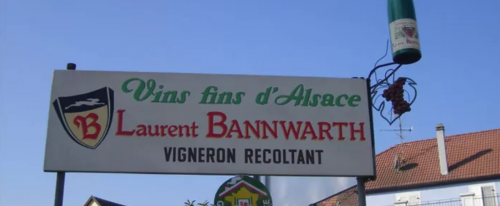 Vins fins d'Alsace
B Laurent BANNWARTH
VIGNERON RECOLTANT